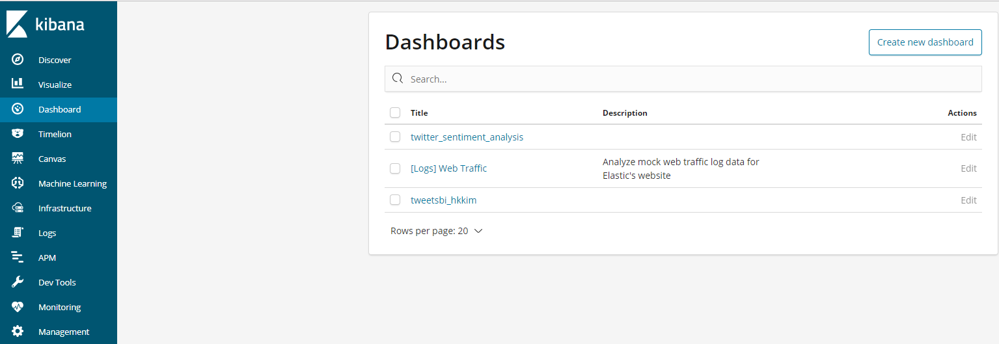 kibana
Discover
Visualize
Dashboard
Timelion
Canvas
Machine Learning
Infrastructure
Logs
APM
Dev Tools
Monitoring
Management
Dashboards
Create new dashboard
Search...
Title Description Actions
twitter_sentiment_analysis Edit
[Logs] Web Traffic Analyze mock web traffic log data for Edit
Elastic's website
tweetsbi_hkkim Edit
Rows per page: 20